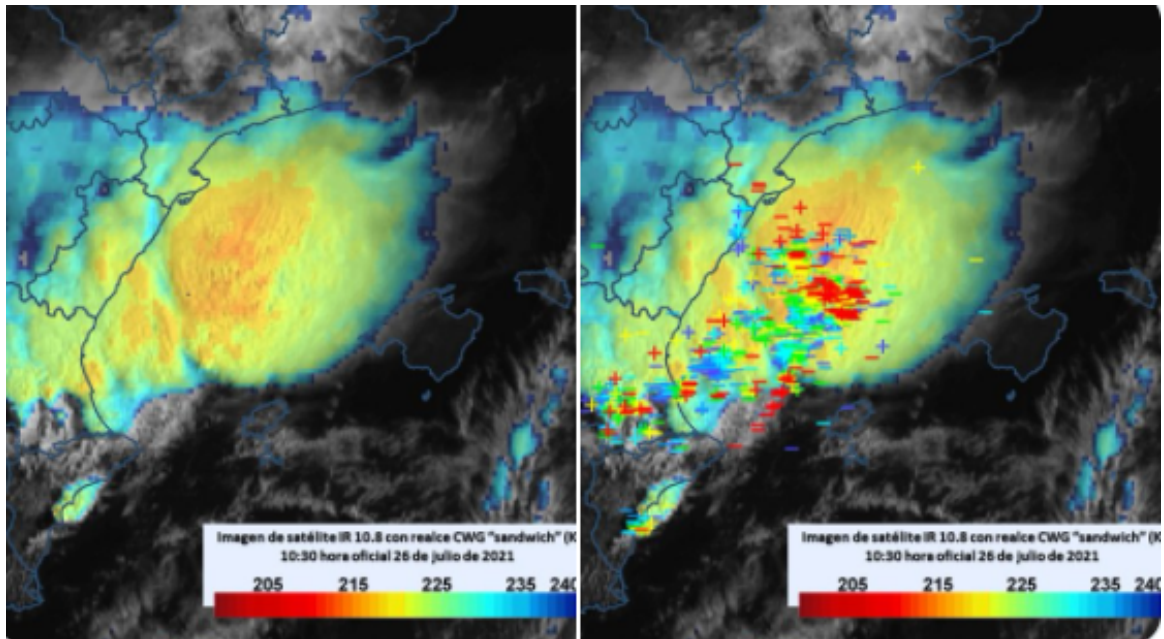 Imagen de satélite IR 10.8 con realce CWG "sandwich" (K
10:30 hora oficial 26 de julio de 2021
205 215 225 235 240
Imagen de satélite IR 10.8 con realce CWG "sandwich" (K
10:30 hora oficial 26 de julio de 2021
205 215 225 235 240